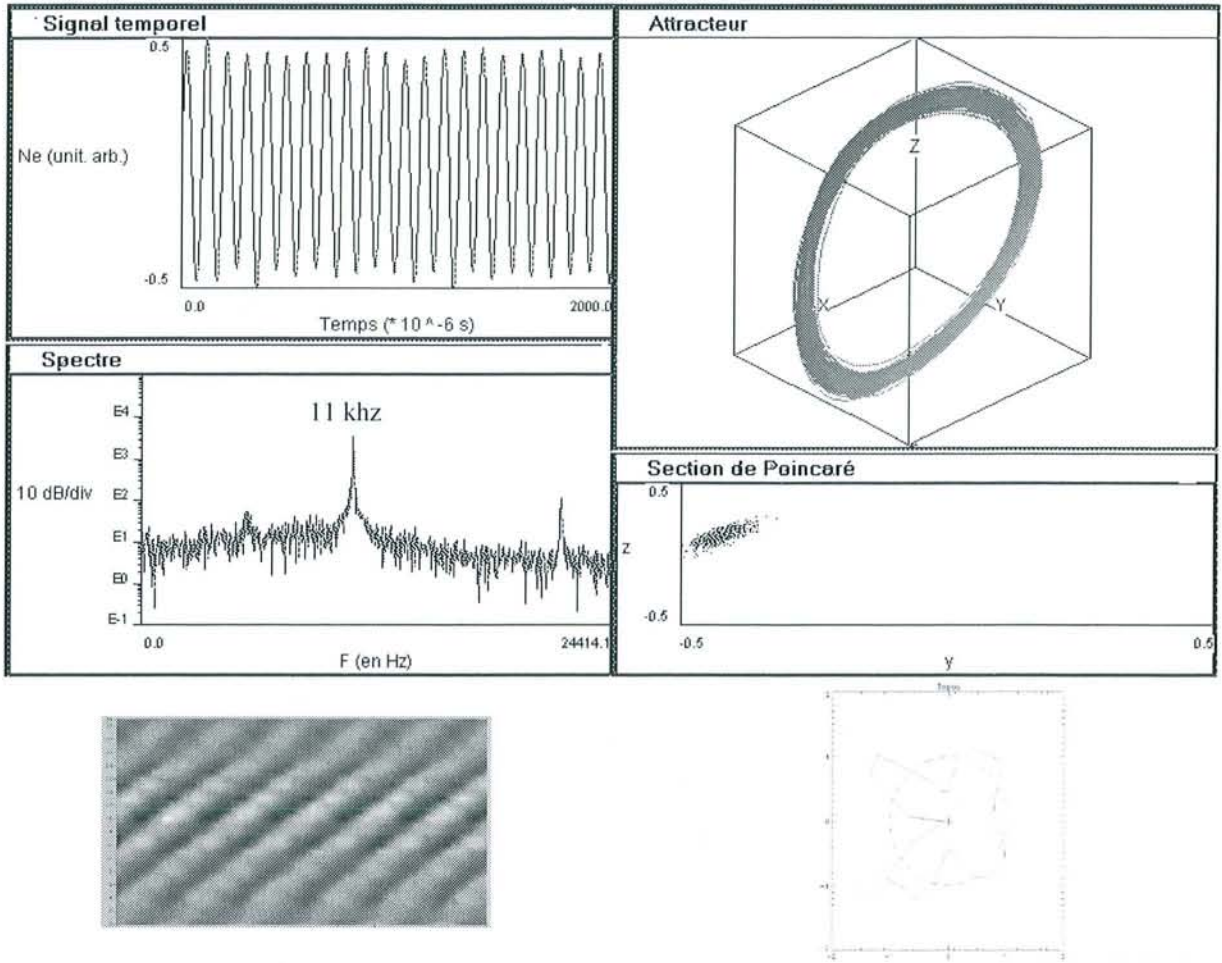 Signal temporel
0.5
Ne (unit. arb.)
-0.5
0.0
2000.0
Temps (* 10 ^ -6 s)
Attracteur
Z
X
Y
Spectre
11 khz
E4
E3
10 dB/div
E2
E1
E0
E-1
0.0
24414.1
F (en Hz)
Section de Poincaré
0.5
z
-0.5
-0.5
0.5
y